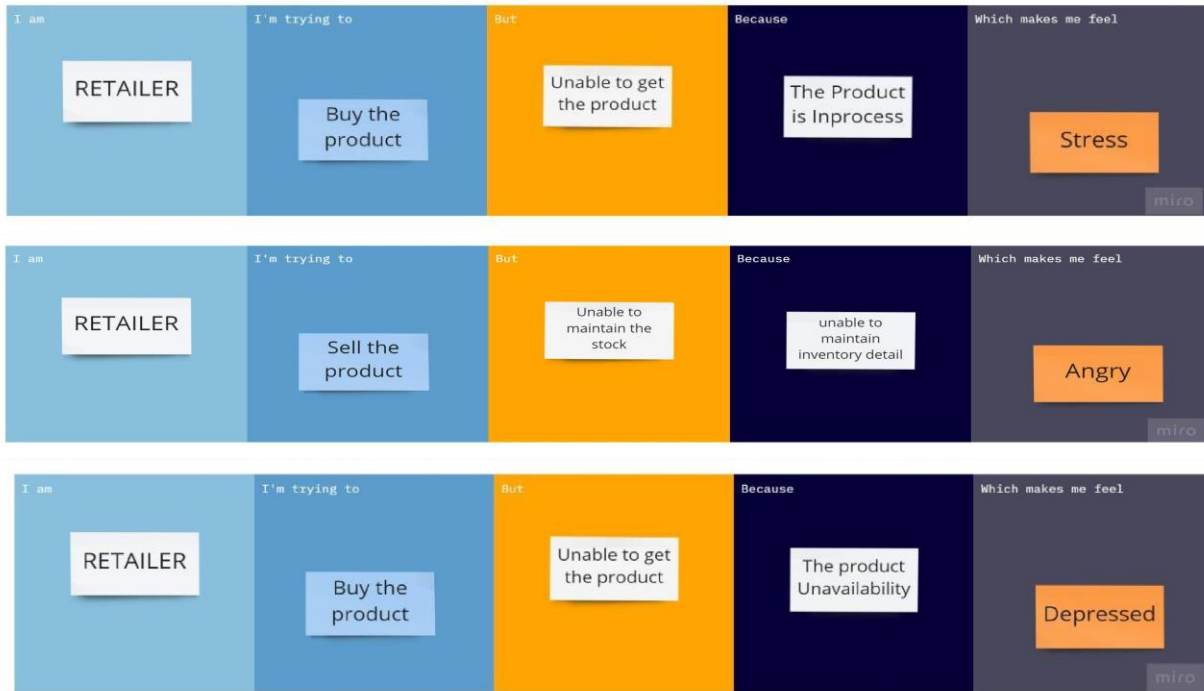 I am
I'm trying to
But
Because
Which makes me feel
RETAILER
Buy the
product
Unable to get
the product
The Product
is Inprocess
Stress
miro
I am
I'm trying to
But
Because
Which makes me feel
RETAILER
Sell the
product
Unable to
maintain the
stock
unable to
maintain
inventory detail
Angry
miro
I am
I'm trying to
But
Because
Which makes me feel
RETAILER
Buy the
product
Unable to get
the product
The product
Unavailability
Depressed
miro